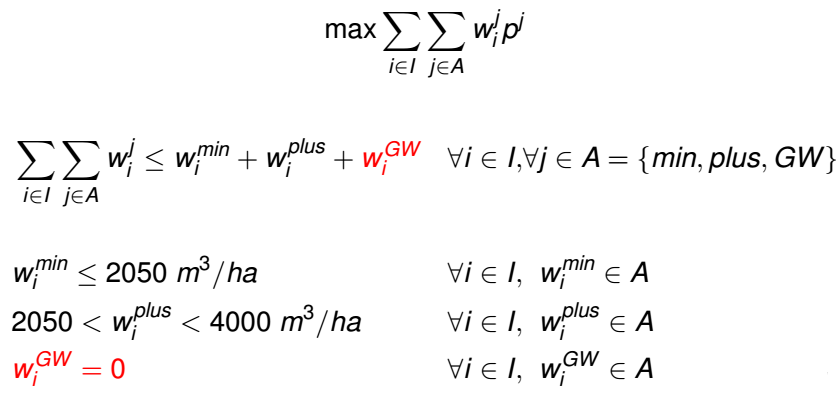 max ∑_{i∈I} ∑_{j∈A} w_i^j p^j
∑_{i∈I} ∑_{j∈A} w_i^j ≤ w_i^{min} + w_i^{plus} + w_i^{GW} ∀i ∈ I,∀j ∈ A = {min, plus, GW}
w_i^{min} ≤ 2050 m^3/ha ∀i ∈ I, w_i^{min} ∈ A
2050 < w_i^{plus} < 4000 m^3/ha ∀i ∈ I, w_i^{plus} ∈ A
w_i^{GW} = 0 ∀i ∈ I, w_i^{GW} ∈ A